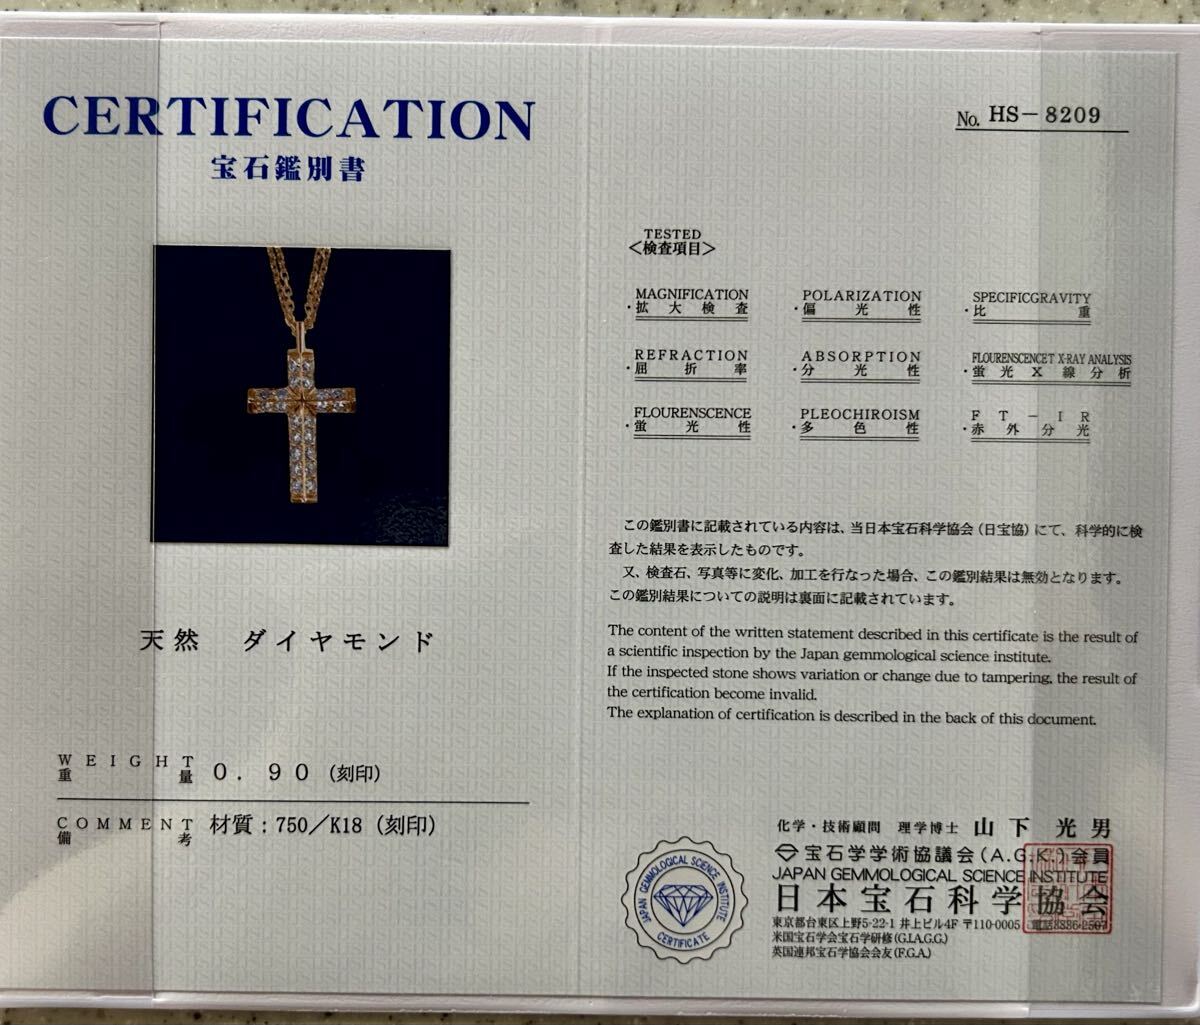 CERTIFICATION
宝石鑑別書
No. HS-8209
TESTED
<検査項目>
MAGNIFICATION
・拡大検査
POLARIZATION
・偏光性
SPECIFICGRAVITY
・比重
REFRACTION
・屈折率
ABSORPTION
・分光性
FLOURENSCENCET X-RAY ANALYSIS
・蛍光X線分析
FLOURENSCENCE
・蛍光性
PLEOCHIROISM
・多色性
FT-IR
・赤外分光
この鑑別書に記載されている内容は、当日本宝石科学協会(日宝協)にて、科学的に検
査した結果を表示したものです。
又、検査石、写真等に変化、加工を行なった場合、この鑑別結果は無効となります。
この鑑別結果についての説明は裏面に記載されています。
The content of the written statement described in this certificate is the result of
a scientific inspection by the Japan gemmological science institute.
If the inspected stone shows variation or change due to tampering, the result of
the certification become invalid.
The explanation of certification is described in the back of this document.
天然 ダイヤモンド
WEIGHT
重量 0.90 (刻印)
COMMENT
備考 材質:750/K18 (刻印)
JAPAN GEMMOLOGICAL SCIENCE INSTITUTE
CERTIFICATE
化学・技術顧問 理学博士 山下 光男
宝石学学術協議会(A.G.K.)会員
JAPAN GEMMOLOGICAL SCIENCE INSTITUTE
日本宝石科学協会
東京都台東区上野5-22-1 井上ビル4F 〒110-0005 電話8836-2507
米国宝石学会宝石学研修(G.I.A.G.G.)
英国連邦宝石学協会会友(F.G.A.)